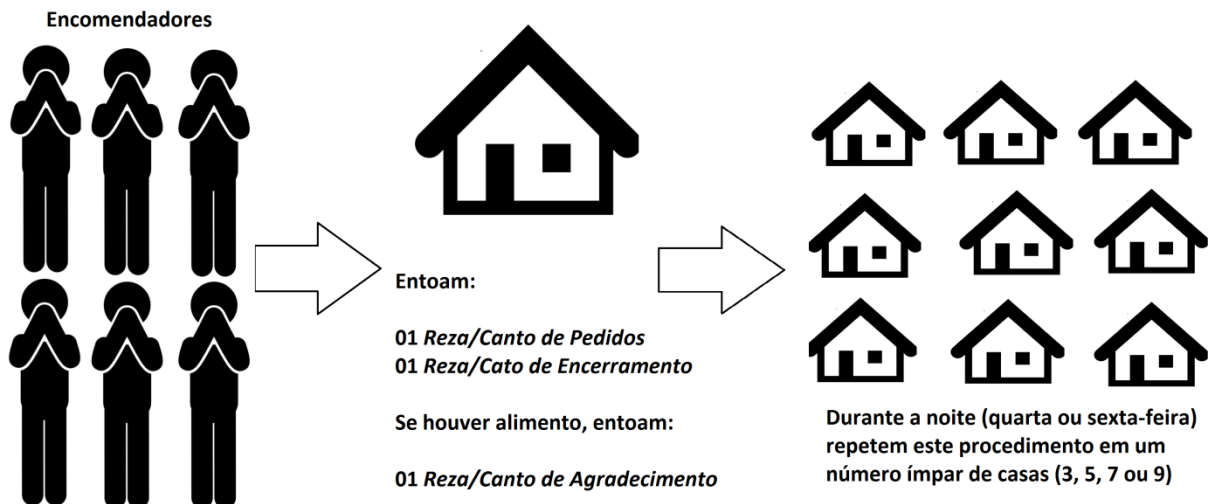 Encomendadores
Entoam:
01 Reza/Canto de Pedidos
01 Reza/Cato de Encerramento
Se houver alimento, entoam:
01 Reza/Canto de Agradecimento
Durante a noite (quarta ou sexta-feira)
repetem este procedimento em um
número ímpar de casas (3, 5, 7 ou 9)